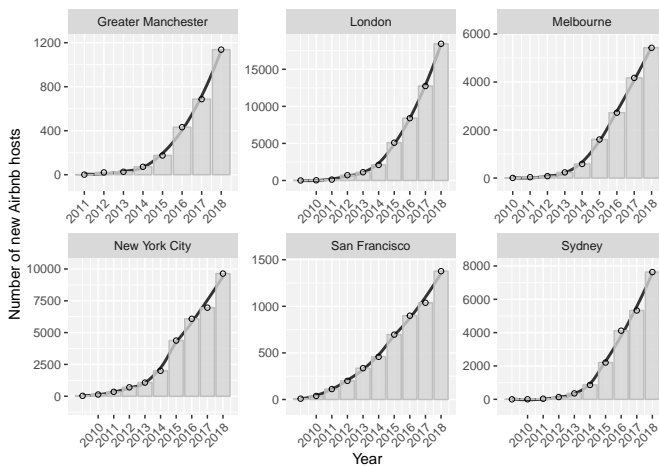 Number of new Airbnb hosts
Greater Manchester
1200
800
400
0
2011 2012 2013 2014 2015 2016 2017 2018
London
15000
10000
5000
0
2010 2011 2012 2013 2014 2015 2016 2017 2018
Melbourne
6000
4000
2000
0
2010 2011 2012 2013 2014 2015 2016 2017 2018
New York City
10000
7500
5000
2500
0
2010 2011 2012 2013 2014 2015 2016 2017 2018
San Francisco
1500
1000
500
0
2010 2011 2012 2013 2014 2015 2016 2017 2018
Sydney
8000
6000
4000
2000
0
2010 2011 2012 2013 2014 2015 2016 2017 2018
Year